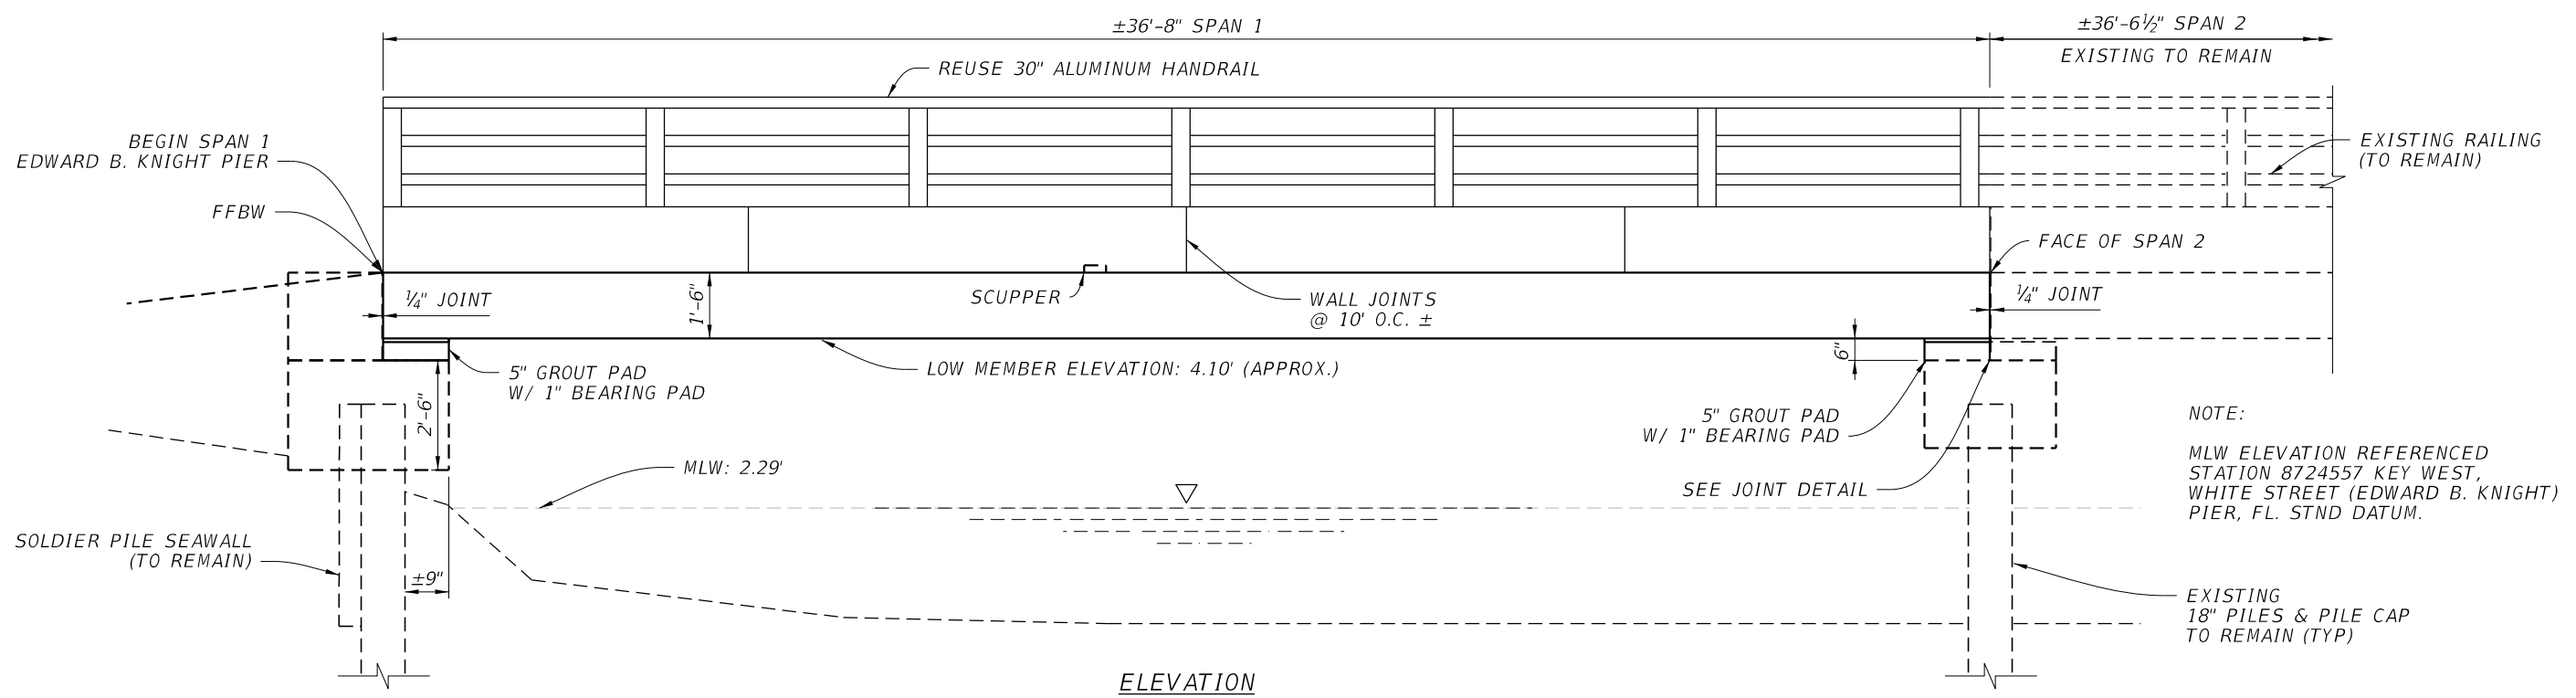 ±36'-8" SPAN 1
±36'-6½" SPAN 2
EXISTING TO REMAIN
REUSE 30" ALUMINUM HANDRAIL
BEGIN SPAN 1
EDWARD B. KNIGHT PIER
EXISTING RAILING
(TO REMAIN)
FFBW
FACE OF SPAN 2
¼" JOINT
1'-6"
SCUPPER
WALL JOINTS
@ 10' O.C. ±
¼" JOINT
6"
5" GROUT PAD
W/ 1" BEARING PAD
LOW MEMBER ELEVATION: 4.10' (APPROX.)
2'-6"
5" GROUT PAD
W/ 1" BEARING PAD
NOTE:
MLW ELEVATION REFERENCED
STATION 8724557 KEY WEST,
WHITE STREET (EDWARD B. KNIGHT)
PIER, FL. STND DATUM.
MLW: 2.29'
SEE JOINT DETAIL
SOLDIER PILE SEAWALL
(TO REMAIN)
±9"
EXISTING
18" PILES & PILE CAP
TO REMAIN (TYP)
ELEVATION